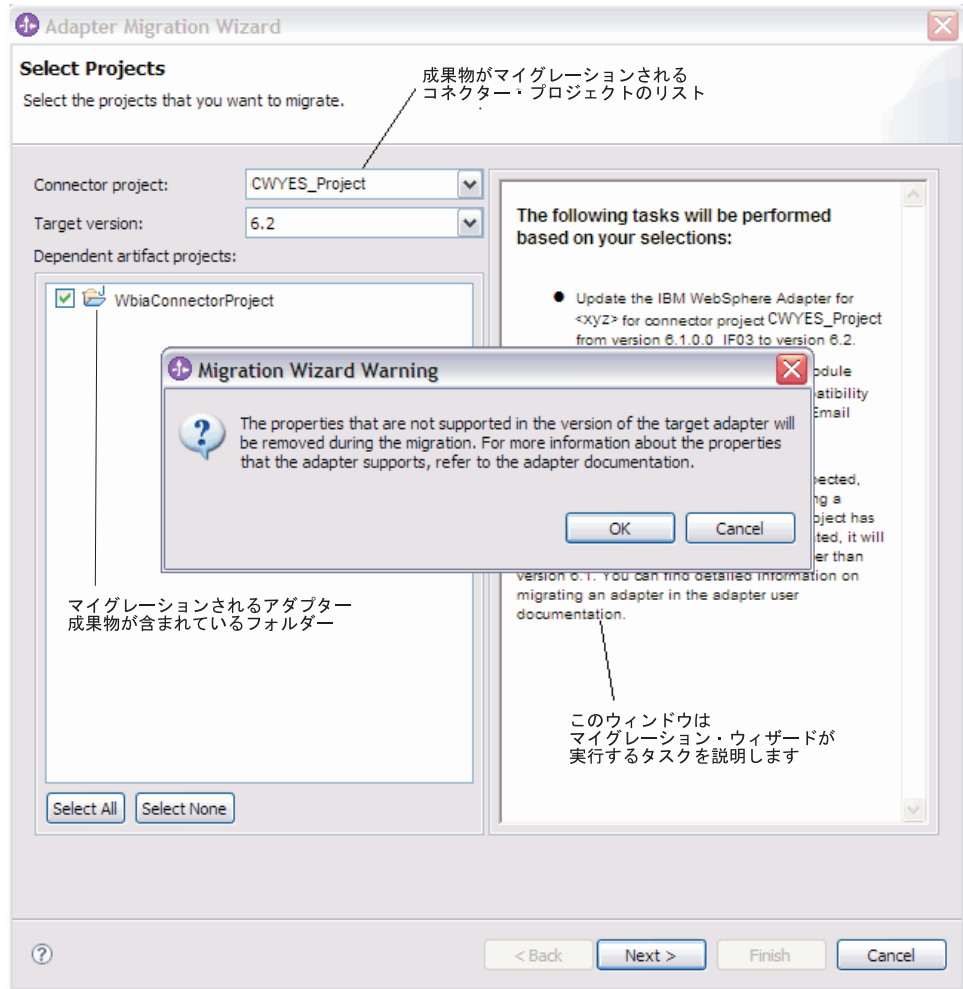 Adapter Migration Wizard
Select Projects
Select the projects that you want to migrate.
成果物がマイグレーションされる
コネクター・プロジェクトのリスト
Connector project:
CWYES_Project
Target version:
6.2
Dependent artifact projects:
WbiaConnectorProject
The following tasks will be performed
based on your selections:
Update the IBM WebSphere Adapter for
<xyz> for connector project CWYES_Project
from version 6.1.0.0_IF03 to version 6.2.
Migration Wizard Warning
The properties that are not supported in the version of the target adapter will
be removed during the migration. For more information about the properties
that the adapter supports, refer to the adapter documentation.
OK
Cancel
Email
ng a
has
it will
than
version 6.1. You can find detailed information on
migrating an adapter in the adapter user
documentation.
マイグレーションされるアダプター
成果物が含まれているフォルダー
このウィンドウは
マイグレーション・ウィザードが
実行するタスクを説明します
Select All
Select None
< Back
Next >
Finish
Cancel